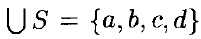 ⋃ S = {a, b, c, d}